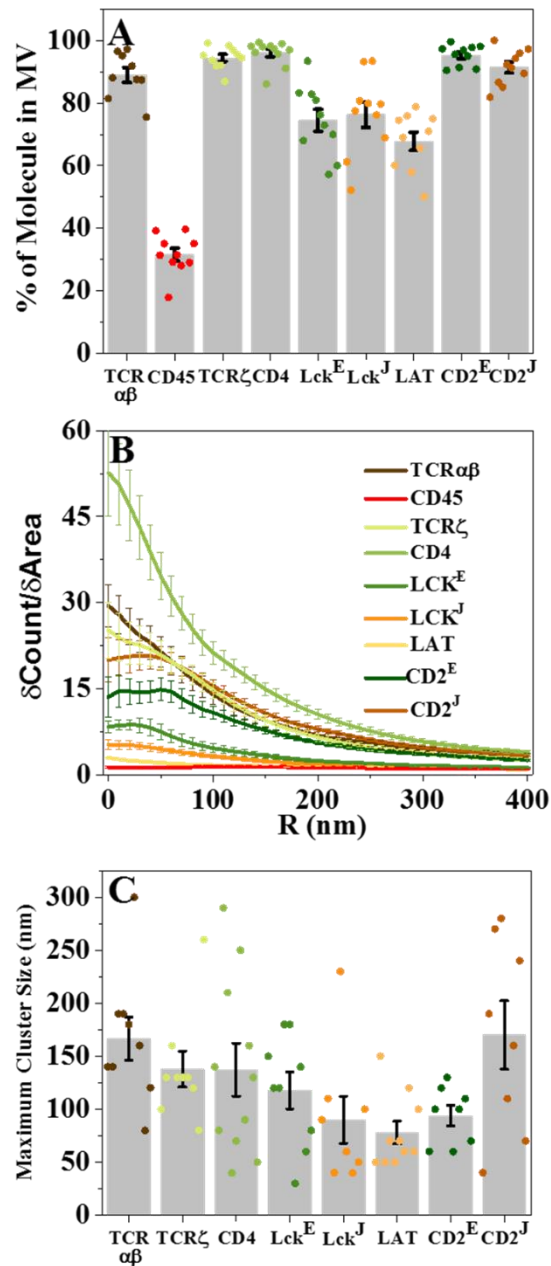 A
% of Molecule in MV
100
80
60
40
20
0
TCR αβ CD45 TCRζ CD4 Lck^E Lck^J LAT CD2^E CD2^J
B
δCount/δArea
60
45
30
15
0
TCRαβ
CD45
TCRζ
CD4
LCK^E
LCK^J
LAT
CD2^E
CD2^J
0 100 200 300 400
R (nm)
C
Maximum Cluster Size (nm)
300
250
200
150
100
50
0
TCR αβ TCRζ CD4 Lck^E Lck^J LAT CD2^E CD2^J